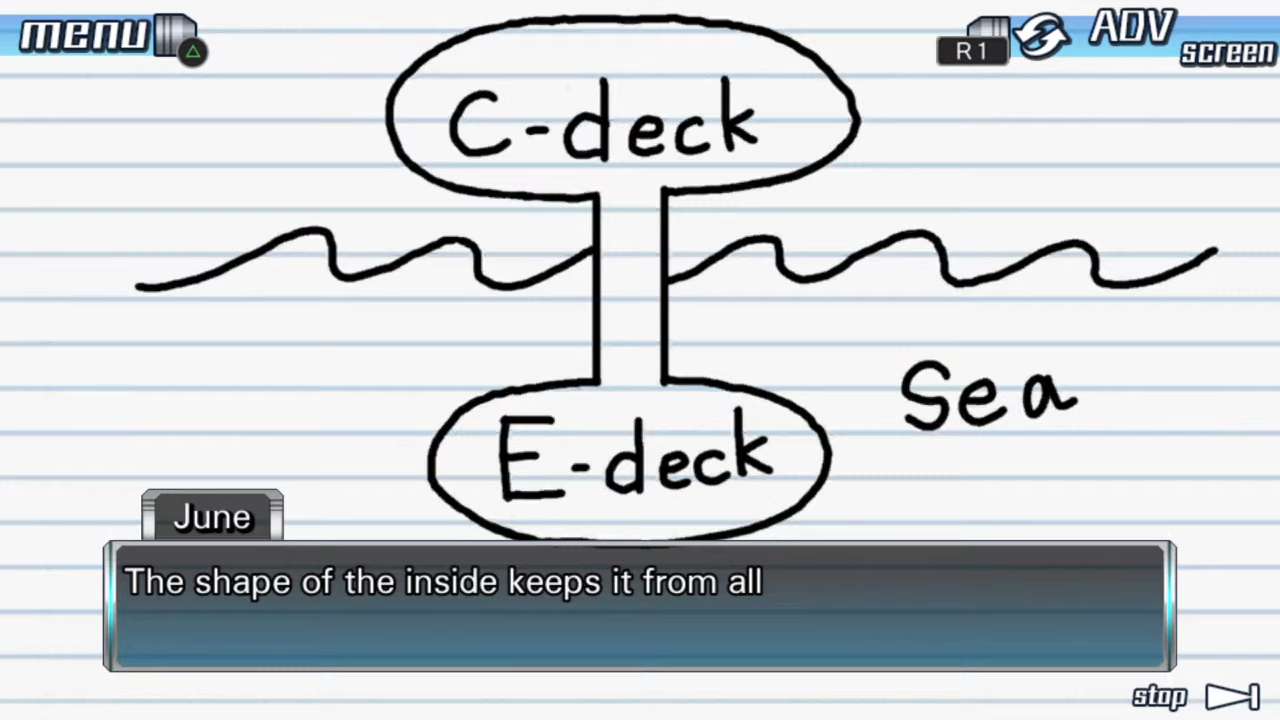 menu
R1
ADV
screen
C-deck
Sea
E-deck
June
The shape of the inside keeps it from all
stop